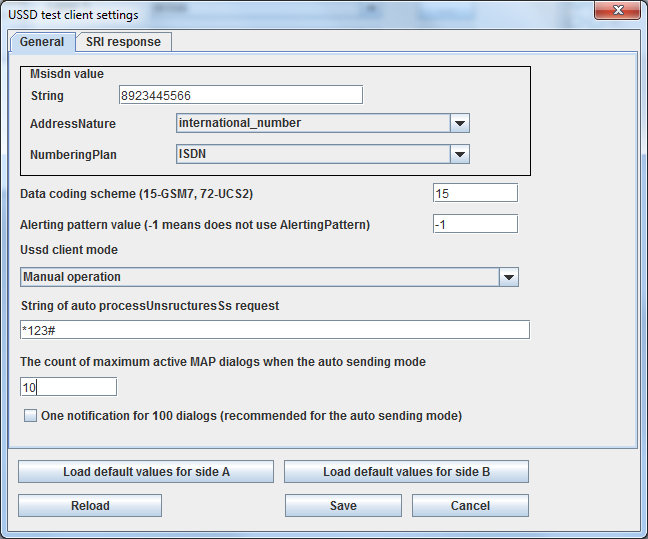 USSD test client settings
General
SRI response
Msisdn value
String
8923445566
AddressNature
international_number
NumberingPlan
ISDN
Data coding scheme (15-GSM7, 72-UCS2)
15
Alerting pattern value (-1 means does not use AlertingPattern)
-1
Ussd client mode
Manual operation
String of auto processUnsructuresSs request
*123#
The count of maximum active MAP dialogs when the auto sending mode
10
One notification for 100 dialogs (recommended for the auto sending mode)
Load default values for side A
Load default values for side B
Reload
Save
Cancel